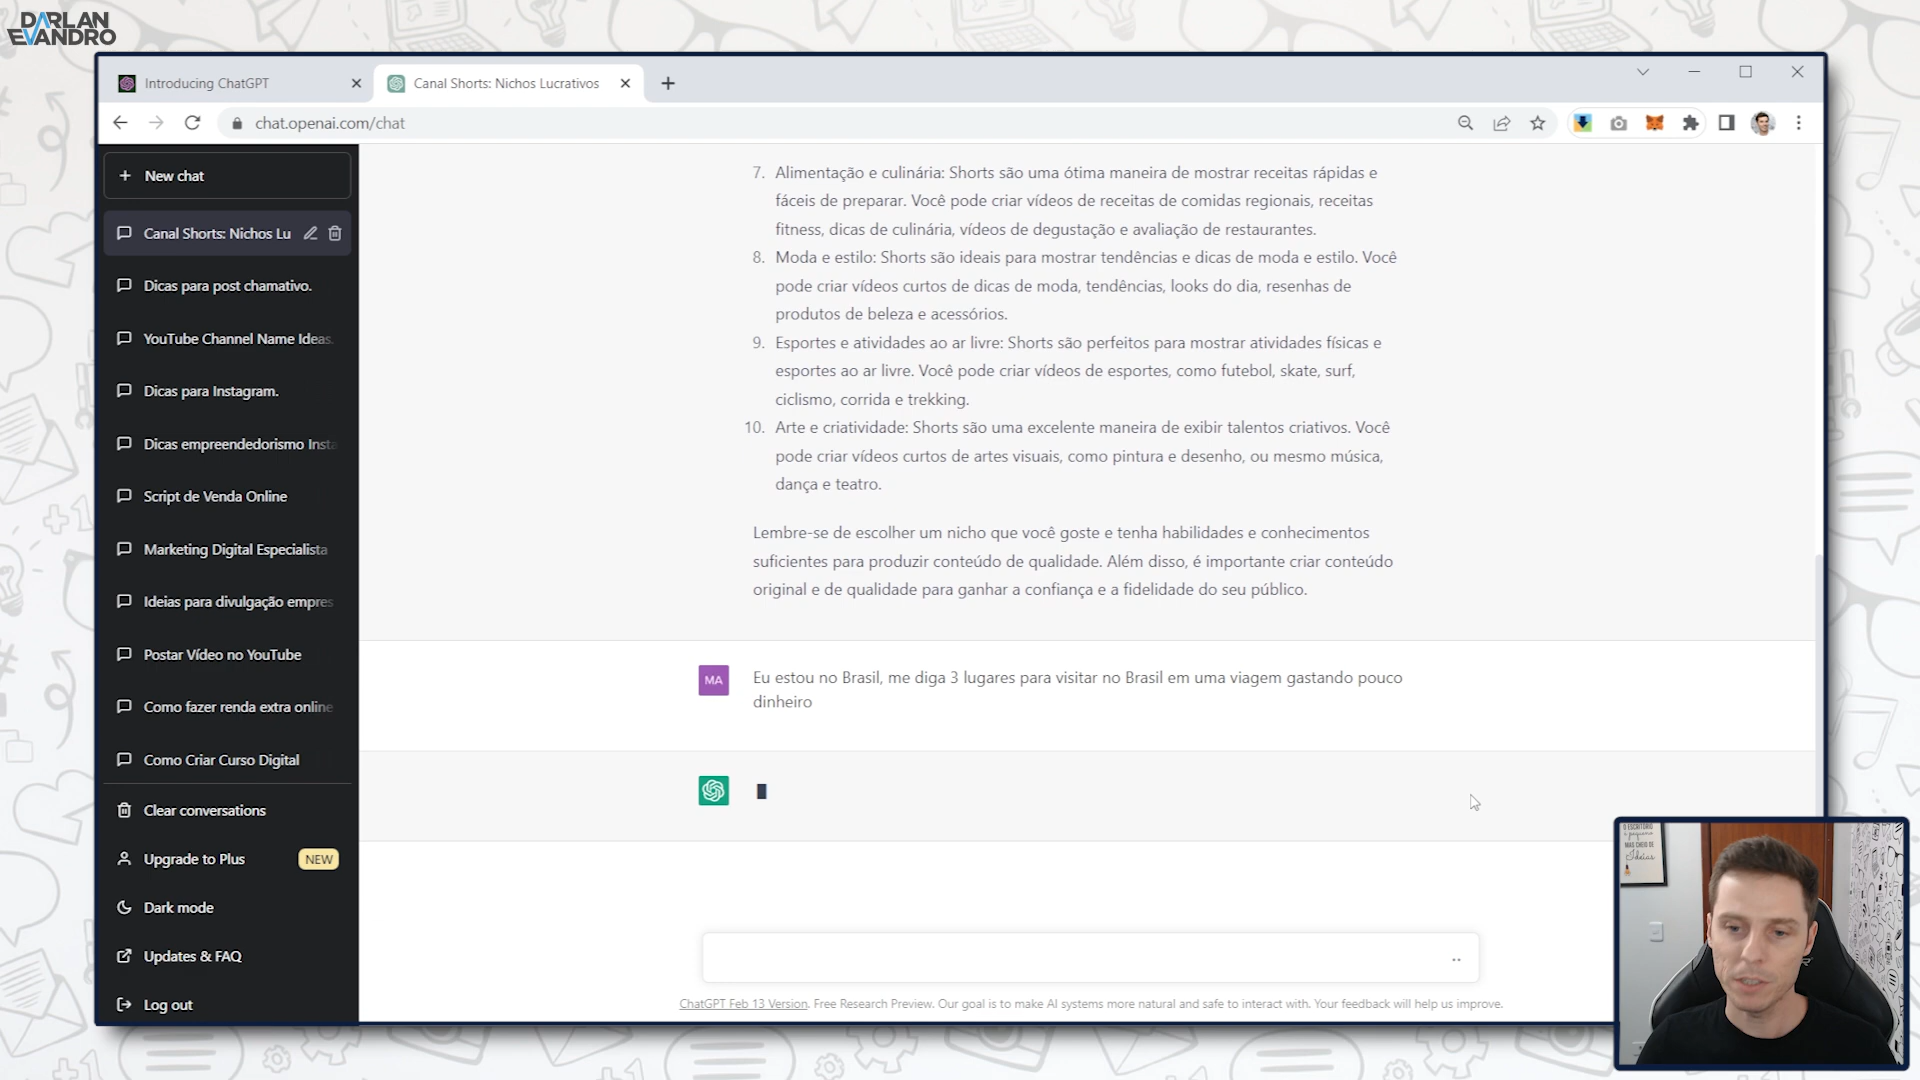 DARLAN
EVANDRO
Introducing ChatGPT
Canal Shorts: Nichos Lucrativos
chat.openai.com/chat
New chat
Canal Shorts: Nichos Lu
Dicas para post chamativo.
YouTube Channel Name Ideas.
Dicas para Instagram.
Dicas empreendedorismo Insta
Script de Venda Online
Marketing Digital Especialista
Ideias para divulgação empres
Postar Vídeo no YouTube
Como fazer renda extra online
Como Criar Curso Digital
Clear conversations
Upgrade to Plus NEW
Dark mode
Updates & FAQ
Log out
7. Alimentação e culinária: Shorts são uma ótima maneira de mostrar receitas rápidas e
fáceis de preparar. Você pode criar vídeos de receitas de comidas regionais, receitas
fitness, dicas de culinária, vídeos de degustação e avaliação de restaurantes.
8. Moda e estilo: Shorts são ideais para mostrar tendências e dicas de moda e estilo. Você
pode criar vídeos curtos de dicas de moda, tendências, looks do dia, resenhas de
produtos de beleza e acessórios.
9. Esportes e atividades ao ar livre: Shorts são perfeitos para mostrar atividades físicas e
esportes ao ar livre. Você pode criar vídeos de esportes, como futebol, skate, surf,
ciclismo, corrida e trekking.
10. Arte e criatividade: Shorts são uma excelente maneira de exibir talentos criativos. Você
pode criar vídeos curtos de artes visuais, como pintura e desenho, ou mesmo música,
dança e teatro.
Lembre-se de escolher um nicho que você goste e tenha habilidades e conhecimentos
suficientes para produzir conteúdo de qualidade. Além disso, é importante criar conteúdo
original e de qualidade para ganhar a confiança e a fidelidade do seu público.
MA
Eu estou no Brasil, me diga 3 lugares para visitar no Brasil em uma viagem gastando pouco
dinheiro
ChatGPT Feb 13 Version. Free Research Preview. Our goal is to make AI systems more natural and safe to interact with. Your feedback will help us improve.
O ESCRITÓRIO
é pequeno
MAS CHEIO DE
Ideias